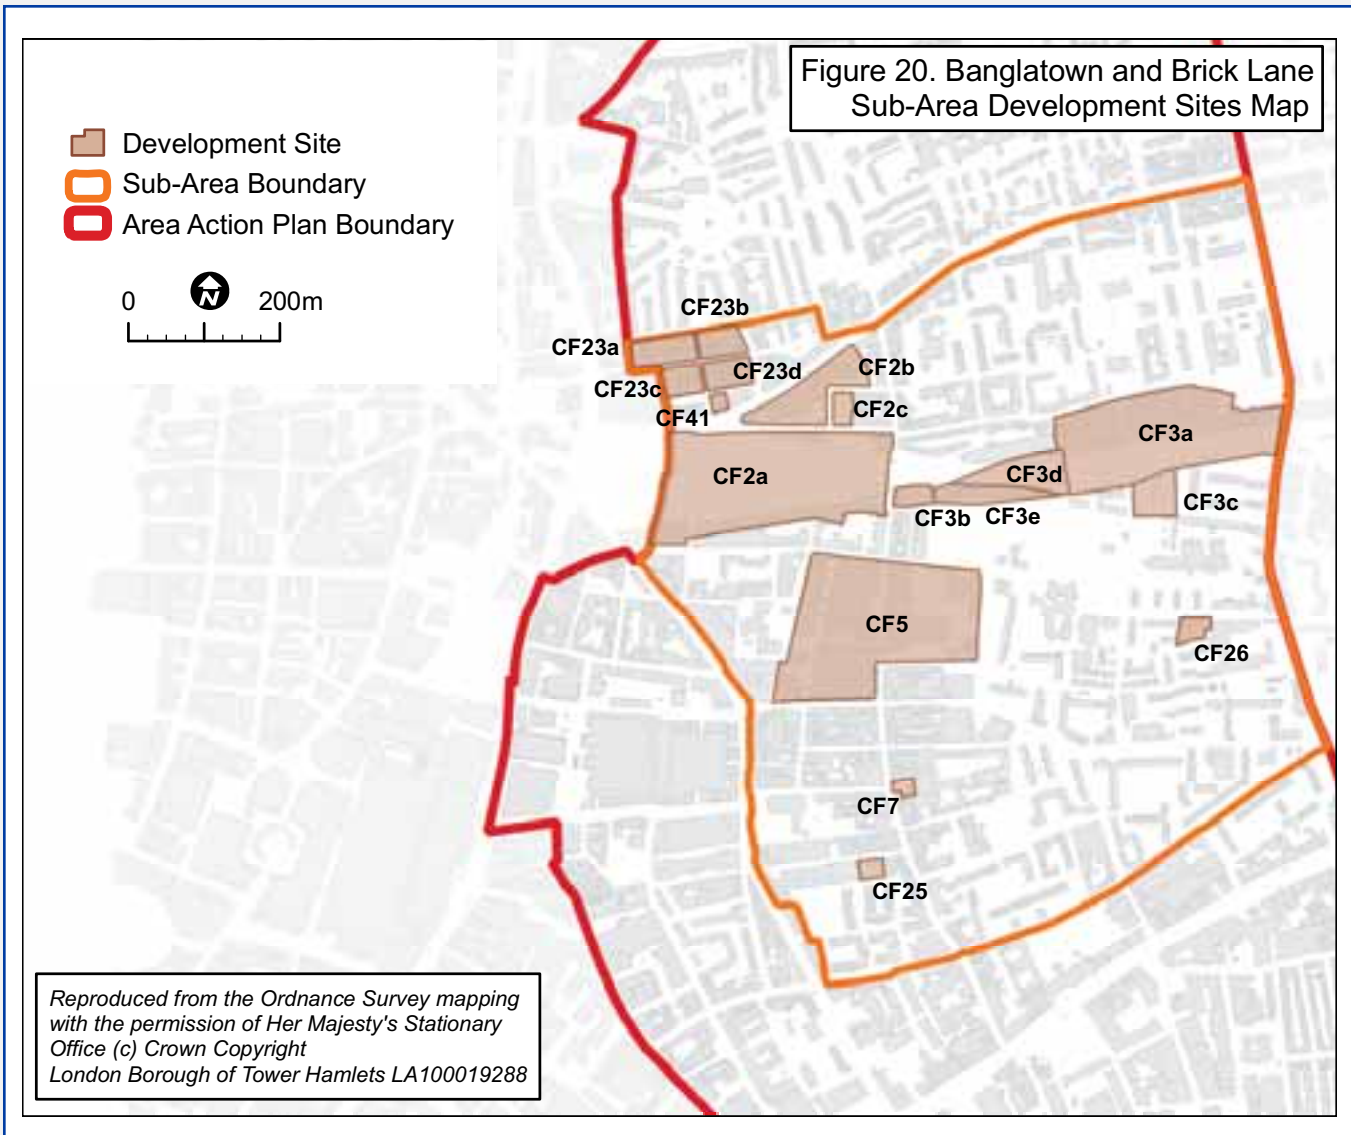 Figure 20. Banglatown and Brick Lane
Sub-Area Development Sites Map
Development Site
Sub-Area Boundary
Area Action Plan Boundary
0 N 200m
CF23b
CF23a
CF23d
CF2b
CF23c
CF2c
CF41
CF3a
CF2a
CF3d
CF3c
CF3b
CF3e
CF5
CF26
CF7
CF25
Reproduced from the Ordnance Survey mapping
with the permission of Her Majesty's Stationary
Office (c) Crown Copyright
London Borough of Tower Hamlets LA100019288